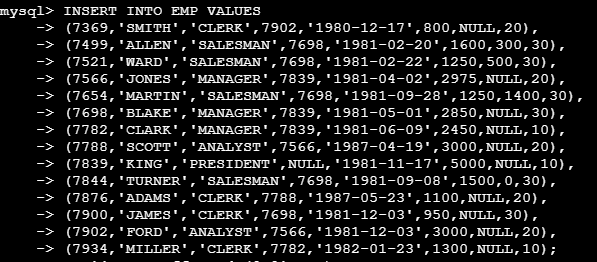 mysql> INSERT INTO EMP VALUES
-> (7369,'SMITH','CLERK',7902,'1980-12-17',800,NULL,20),
-> (7499,'ALLEN','SALESMAN',7698,'1981-02-20',1600,300,30),
-> (7521,'WARD','SALESMAN',7698,'1981-02-22',1250,500,30),
-> (7566,'JONES','MANAGER',7839,'1981-04-02',2975,NULL,20),
-> (7654,'MARTIN','SALESMAN',7698,'1981-09-28',1250,1400,30),
-> (7698,'BLAKE','MANAGER',7839,'1981-05-01',2850,NULL,30),
-> (7782,'CLARK','MANAGER',7839,'1981-06-09',2450,NULL,10),
-> (7788,'SCOTT','ANALYST',7566,'1987-04-19',3000,NULL,20),
-> (7839,'KING','PRESIDENT',NULL,'1981-11-17',5000,NULL,10),
-> (7844,'TURNER','SALESMAN',7698,'1981-09-08',1500,0,30),
-> (7876,'ADAMS','CLERK',7788,'1987-05-23',1100,NULL,20),
-> (7900,'JAMES','CLERK',7698,'1981-12-03',950,NULL,30),
-> (7902,'FORD','ANALYST',7566,'1981-12-03',3000,NULL,20),
-> (7934,'MILLER','CLERK',7782,'1982-01-23',1300,NULL,10);